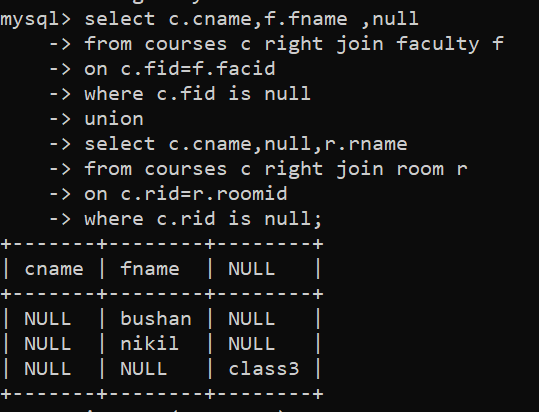 mysql> select c.cname,f.fname ,null
    -> from courses c right join faculty f
    -> on c.fid=f.facid
    -> where c.fid is null
    -> union
    -> select c.cname,null,r.rname
    -> from courses c right join room r
    -> on c.rid=r.roomid
    -> where c.rid is null;
+-------+--------+--------+
| cname | fname  | NULL   |
+-------+--------+--------+
| NULL  | bushan | NULL   |
| NULL  | nikil  | NULL   |
| NULL  | NULL   | class3 |
+-------+--------+--------+